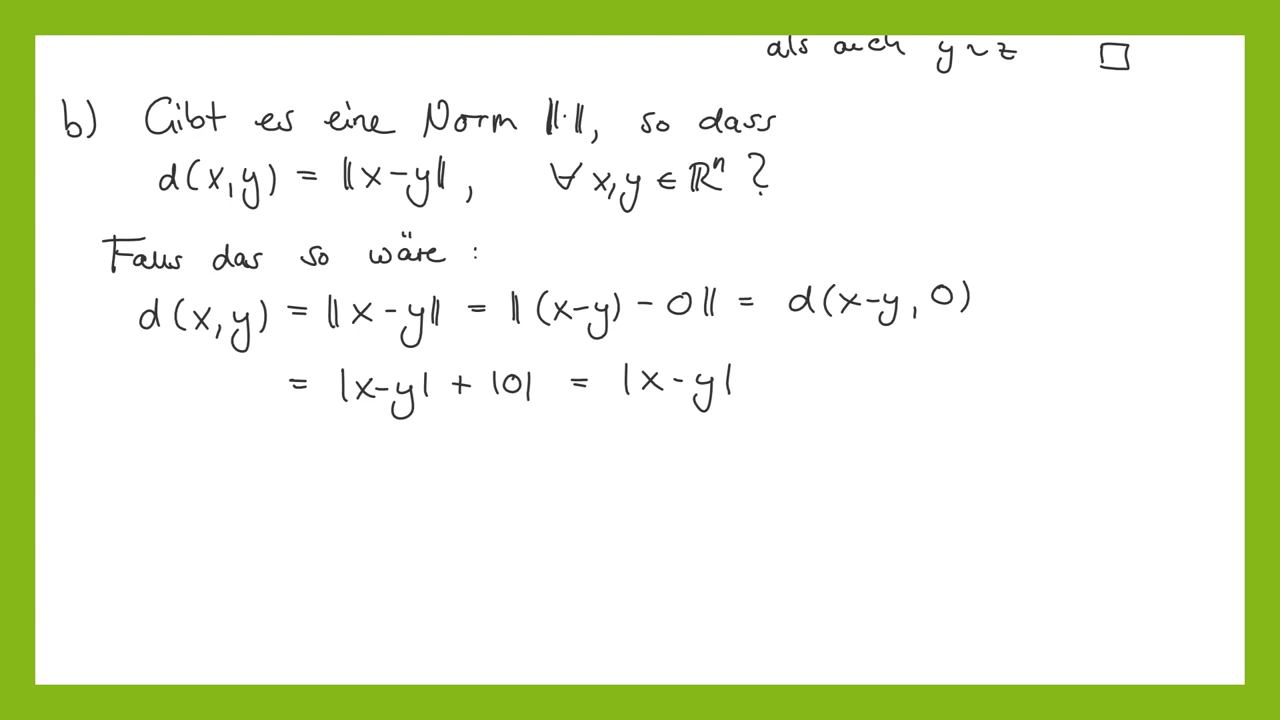 als auch y ~ z □
b) Gibt es eine Norm ‖·‖, so dass
d(x,y) = ‖x-y‖, ∀ x,y ∈ ℝⁿ ?
Falls das so wäre :
d(x,y) = ‖x-y‖ = ‖(x-y) - 0‖ = d(x-y, 0)
= |x-y| + |0| = |x-y|